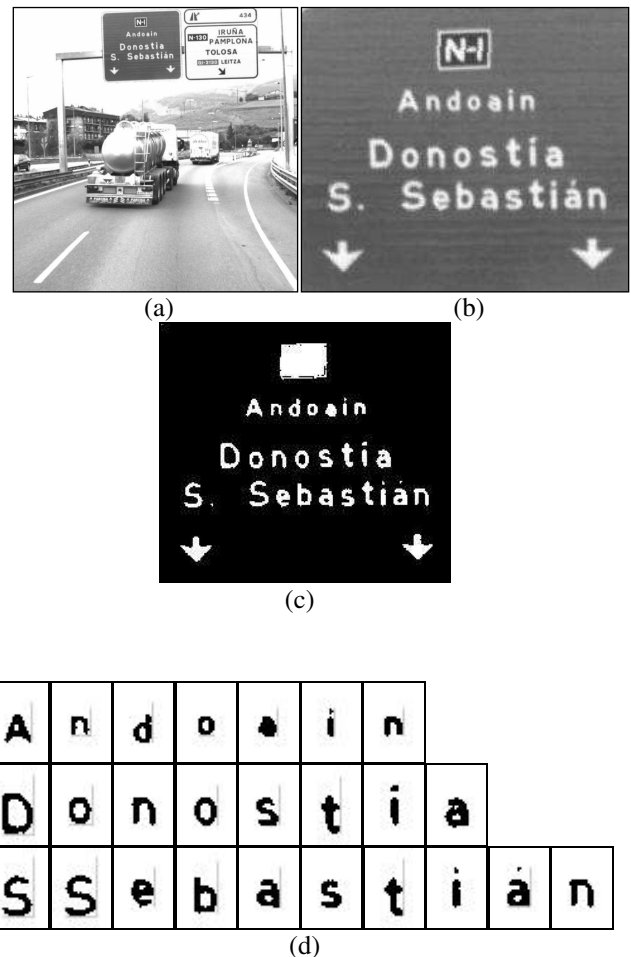 N-I
Andoain
Donostia
S. Sebastián
434
N-130 IRUÑA
PAMPLONA
TOLOSA
LEITZA
N-I
Andoain
Donostia
S. Sebastián
(a)
(b)
Andoain
Donostia
S. Sebastián
(c)
A n d o a i n
D o n o s t i a
S S e b a s t i á n
(d)